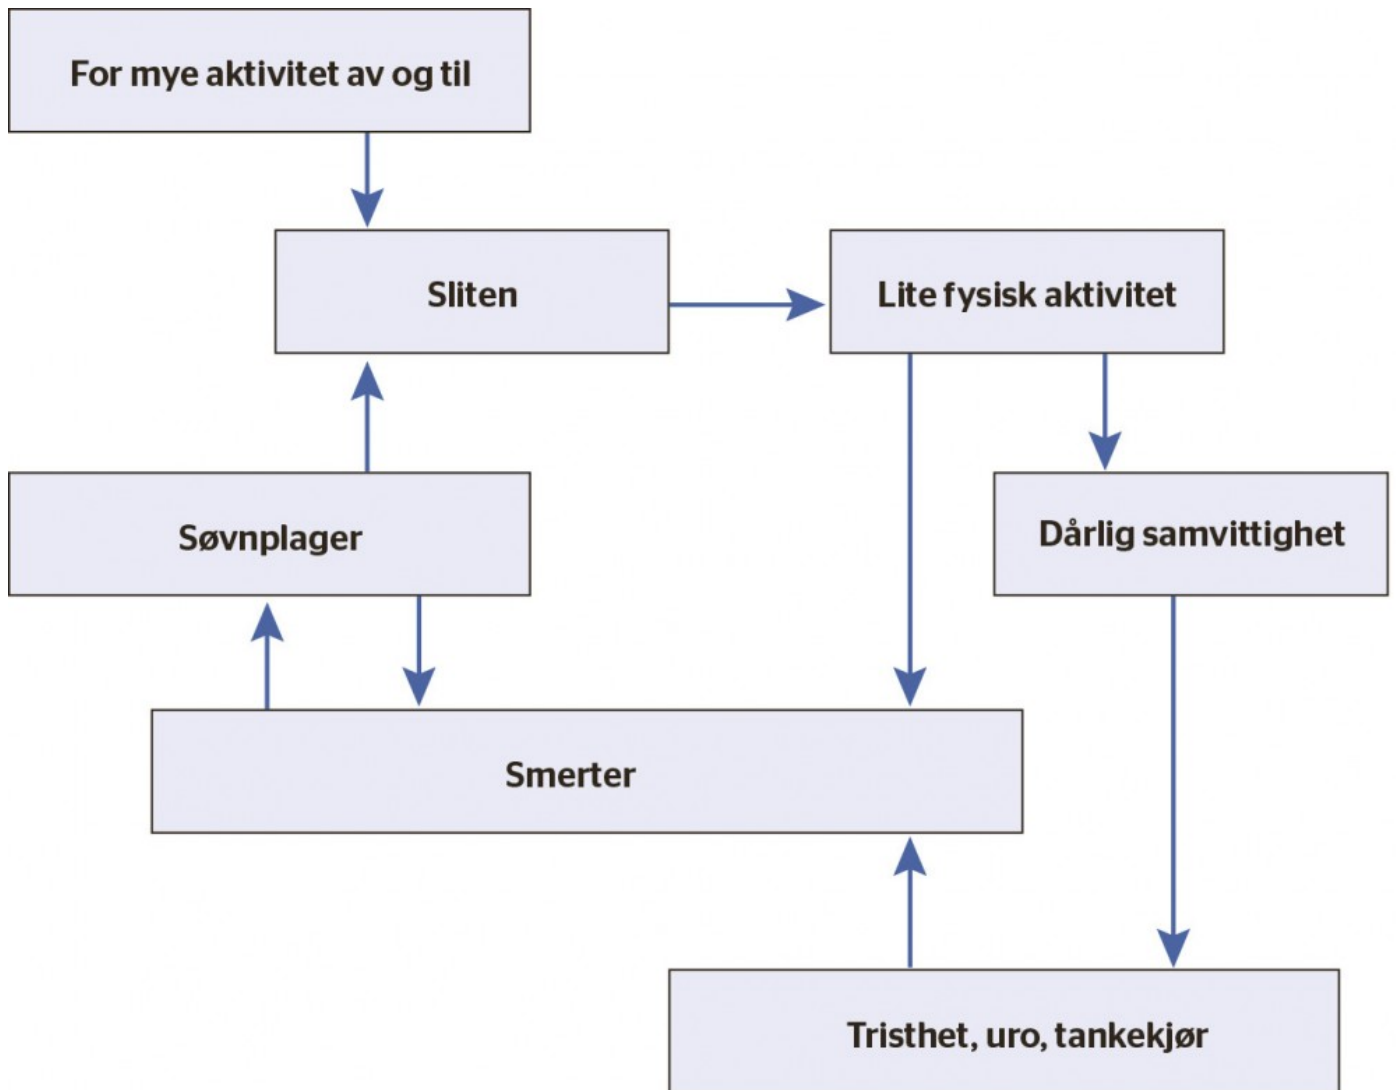 For mye aktivitet av og til
Sliten
Lite fysisk aktivitet
Søvnplager
Dårlig samvittighet
Smerter
Tristhet, uro, tankekjør